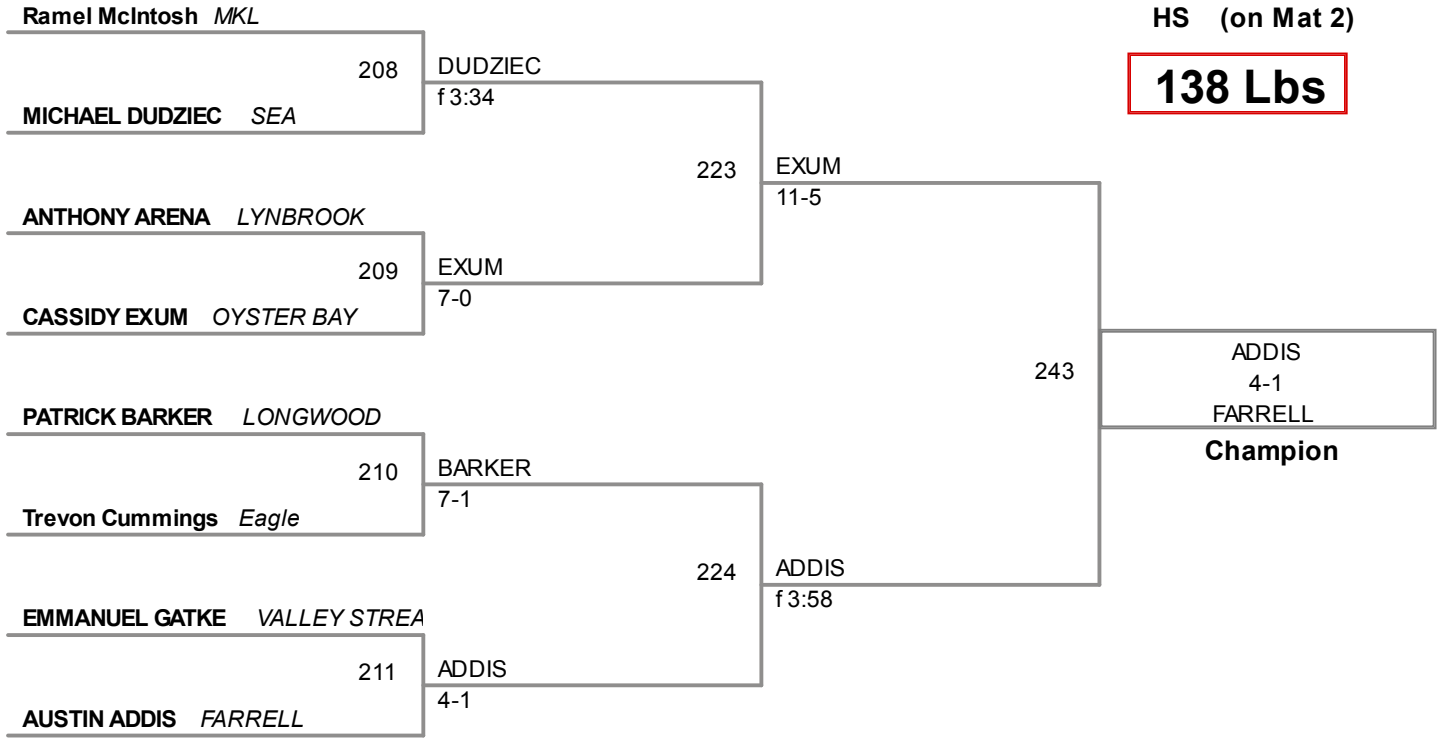 Ramel McIntosh MKL
HS (on Mat 2)
208
DUDZIEC
f 3:34
138 Lbs
MICHAEL DUDZIEC SEA
223
EXUM
11-5
ANTHONY ARENA LYNBROOK
209
EXUM
7-0
CASSIDY EXUM OYSTER BAY
243
ADDIS
4-1
FARRELL
Champion
PATRICK BARKER LONGWOOD
210
BARKER
7-1
Trevon Cummings Eagle
224
ADDIS
f 3:58
EMMANUEL GATKE VALLEY STREA
211
ADDIS
4-1
AUSTIN ADDIS FARRELL